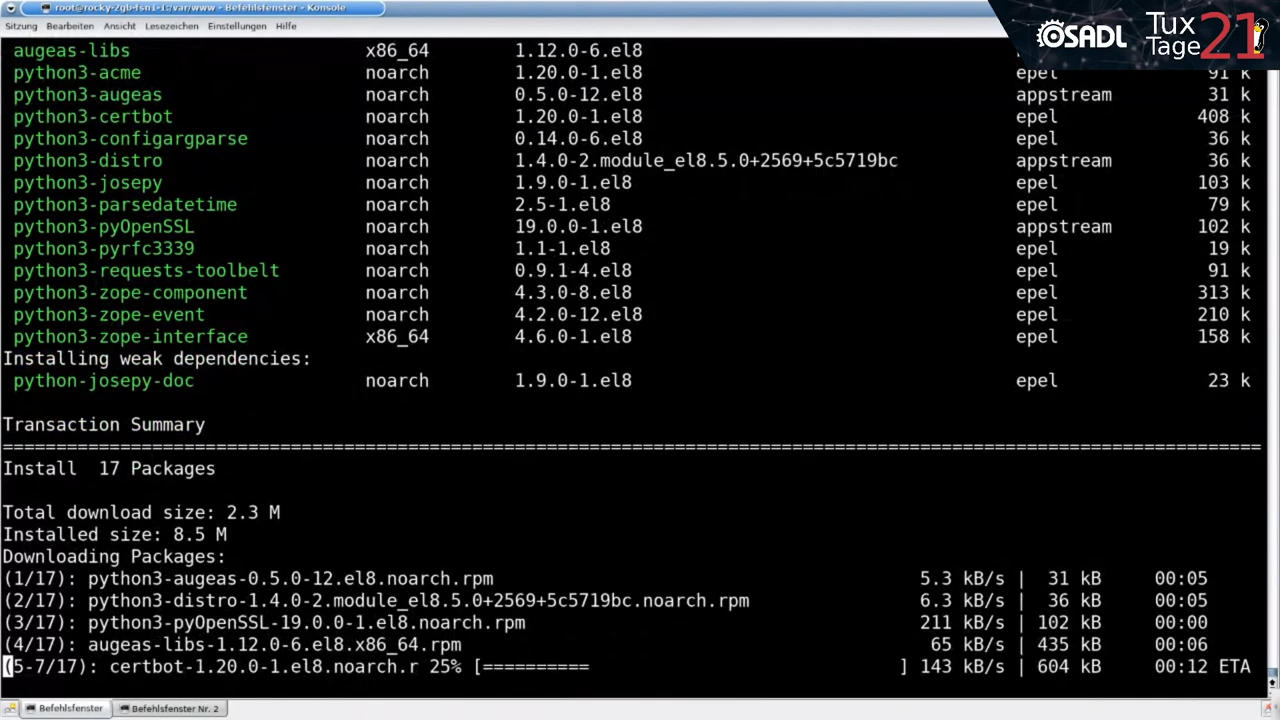 root@rocky-2gb-fsn1-1:/var/www - Befehlsfenster - Konsole
Sitzung Bearbeiten Ansicht Lesezeichen Einstellungen Hilfe
OSADL Tux Tage 21
augeas-libs x86_64 1.12.0-6.el8
python3-acme noarch 1.20.0-1.el8 epel 91 k
python3-augeas noarch 0.5.0-12.el8 appstream 31 k
python3-certbot noarch 1.20.0-1.el8 epel 408 k
python3-configargparse noarch 0.14.0-6.el8 epel 36 k
python3-distro noarch 1.4.0-2.module_el8.5.0+2569+5c5719bc appstream 36 k
python3-josepy noarch 1.9.0-1.el8 epel 103 k
python3-parsedatetime noarch 2.5-1.el8 epel 79 k
python3-pyOpenSSL noarch 19.0.0-1.el8 appstream 102 k
python3-pyrfc3339 noarch 1.1-1.el8 epel 19 k
python3-requests-toolbelt noarch 0.9.1-4.el8 epel 91 k
python3-zope-component noarch 4.3.0-8.el8 epel 313 k
python3-zope-event noarch 4.2.0-12.el8 epel 210 k
python3-zope-interface x86_64 4.6.0-1.el8 epel 158 k
Installing weak dependencies:
python-josepy-doc noarch 1.9.0-1.el8 epel 23 k
Transaction Summary
================================================================================
Install 17 Packages
Total download size: 2.3 M
Installed size: 8.5 M
Downloading Packages:
(1/17): python3-augeas-0.5.0-12.el8.noarch.rpm 5.3 kB/s | 31 kB 00:05
(2/17): python3-distro-1.4.0-2.module_el8.5.0+2569+5c5719bc.noarch.rpm 6.3 kB/s | 36 kB 00:05
(3/17): python3-pyOpenSSL-19.0.0-1.el8.noarch.rpm 211 kB/s | 102 kB 00:00
(4/17): augeas-libs-1.12.0-6.el8.x86_64.rpm 65 kB/s | 435 kB 00:06
(5-7/17): certbot-1.20.0-1.el8.noarch.r 25% [========== ] 143 kB/s | 604 kB 00:12 ETA
Befehlsfenster Befehlsfenster Nr. 2